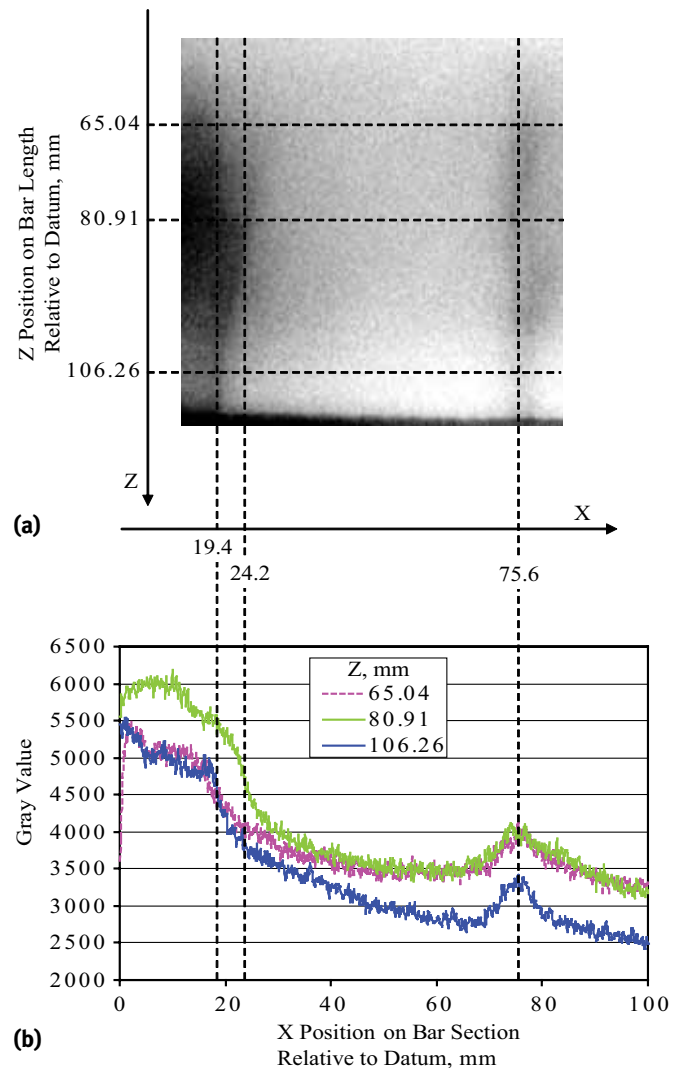 Z Position on Bar Length
Relative to Datum, mm
65.04
80.91
106.26
Z
X
(a)
19.4
24.2
75.6
6500
6000
5500
5000
4500
4000
3500
3000
2500
2000
Gray Value
Z, mm
65.04
80.91
106.26
0
20
40
60
80
100
(b)
X Position on Bar Section
Relative to Datum, mm